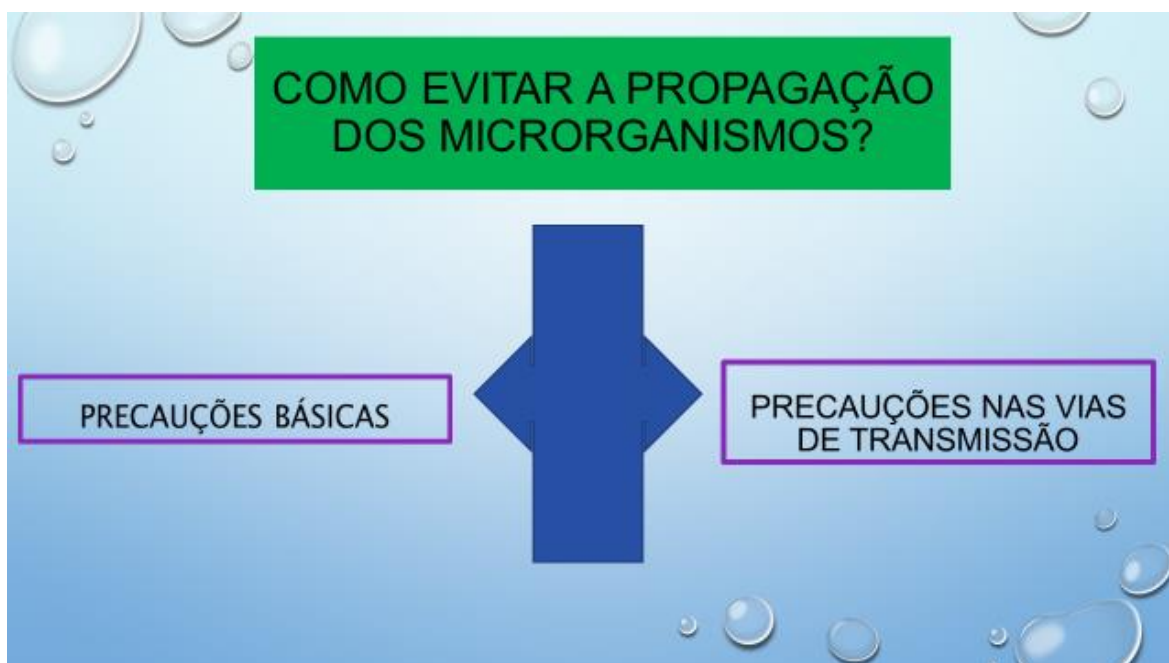 COMO EVITAR A PROPAGAÇÃO
DOS MICRORGANISMOS?
PRECAUÇÕES BÁSICAS
PRECAUÇÕES NAS VIAS
DE TRANSMISSÃO